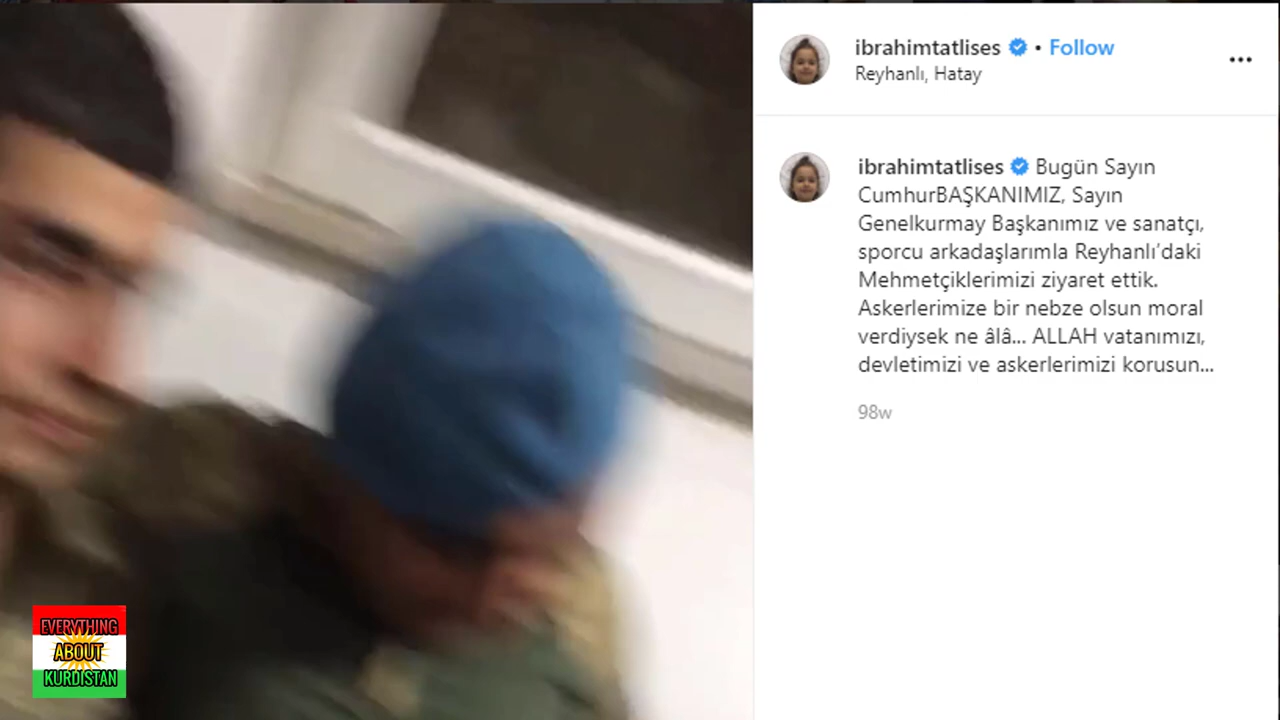 ibrahimtatlises • Follow
Reyhanlı, Hatay
ibrahimtatlises Bugün Sayın
CumhurBAŞKANIMIZ, Sayın
Genelkurmay Başkanımız ve sanatçı,
sporcu arkadaşlarımla Reyhanlı'daki
Mehmetçiklerimizi ziyaret ettik.
Askerlerimize bir nebze olsun moral
verdiysek ne âlâ... ALLAH vatanımızı,
devletimizi ve askerlerimizi korusun...
98w
EVERYTHING
ABOUT
KURDISTAN